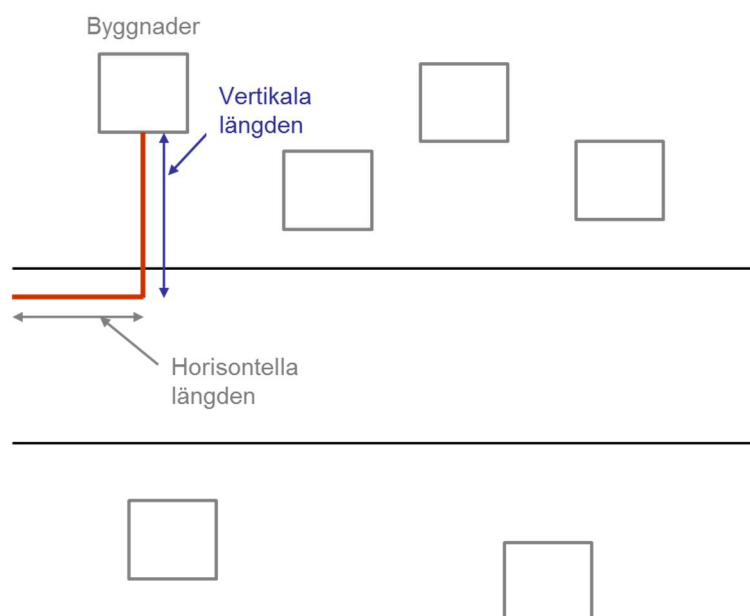 Byggnader
Vertikala
längden
Horisontella
längden